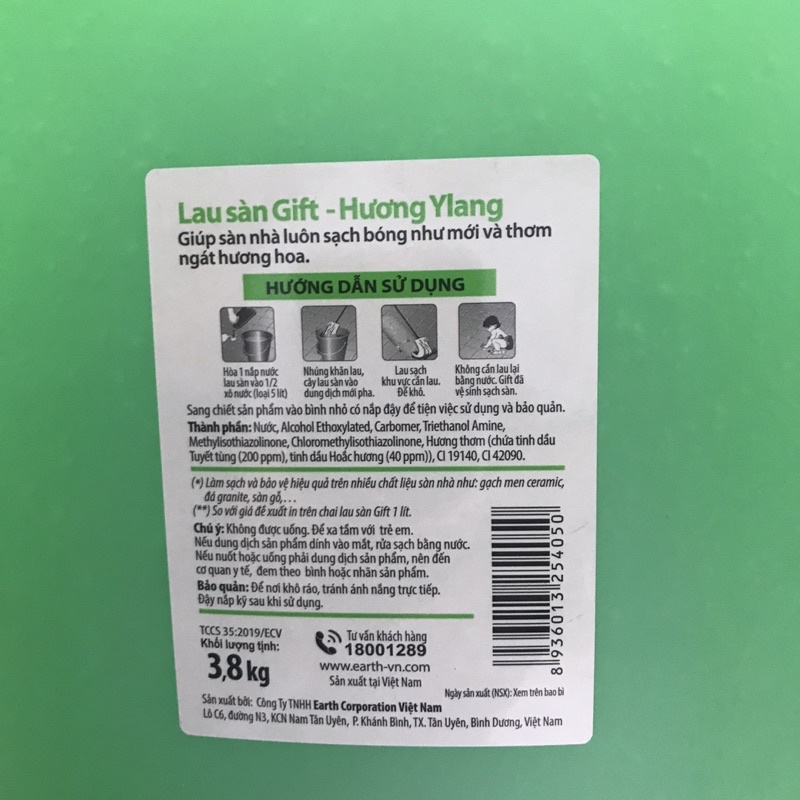 Lau sàn Gift - Hương Ylang
Giúp sàn nhà luôn sạch bóng như mới và thơm
ngát hương hoa.
HƯỚNG DẪN SỬ DỤNG
Hòa 1 nắp nước
lau sàn vào 1/2
xô nước (loại 5 lít)
Nhúng khăn lau,
cây lau sàn vào
dung dịch mới pha.
Lau sạch
khu vực cần lau.
Để khô.
Không cần lau lại
bằng nước. Gift đã
vệ sinh sạch sàn.
Sang chiết sản phẩm vào bình nhỏ có nắp đậy để tiện việc sử dụng và bảo quản.
Thành phần: Nước, Alcohol Ethoxylated, Carbomer, Triethanol Amine,
Methylisothiazolinone, Chloromethylisothiazolinone, Hương thơm (chứa tinh dầu
Tuyết tùng (200 ppm), tinh dầu Hoắc hương (40 ppm)), CI 19140, CI 42090.
(*) Làm sạch và bảo vệ hiệu quả trên nhiều chất liệu sàn nhà như: gạch men ceramic,
đá granite, sàn gỗ,...
(**) So với giá đề xuất in trên chai lau sàn Gift 1 lít.
Chú ý: Không được uống. Để xa tầm với trẻ em.
Nếu dung dịch sản phẩm dính vào mắt, rửa sạch bằng nước.
Nếu nuốt hoặc uống phải dung dịch sản phẩm, nên đến
cơ quan y tế, đem theo bình hoặc nhãn sản phẩm.
Bảo quản: Để nơi khô ráo, tránh ánh nắng trực tiếp.
Đậy nắp kỹ sau khi sử dụng.
8936013254050
TCCS 35:2019/ECV
Khối lượng tịnh:
3,8 kg
Tư vấn khách hàng
18001289
www.earth-vn.com
Sản xuất tại Việt Nam
Ngày sản xuất (NSX): Xem trên bao bì
Sản xuất bởi: Công Ty TNHH Earth Corporation Việt Nam
Lô C6, đường N3, KCN Nam Tân Uyên, P. Khánh Bình, TX. Tân Uyên, Bình Dương, Việt Nam